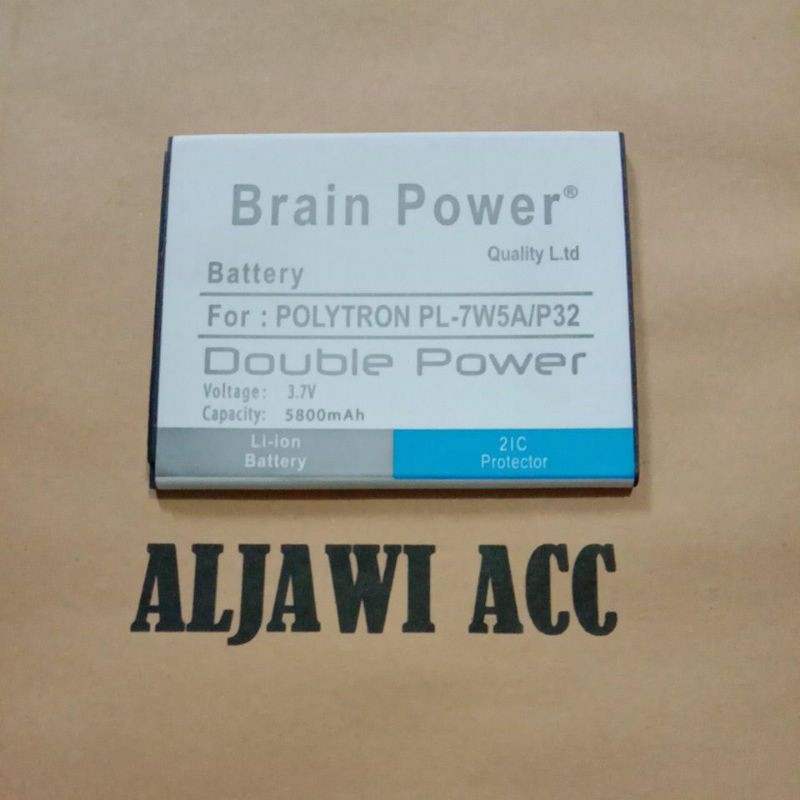 Brain Power®
Quality L.td
Battery
For : POLYTRON PL-7W5A/P32
Double Power
Voltage: 3.7V
Capacity: 5800mAh
Li-ion
Battery
2IC
Protector
ALJAWI ACC